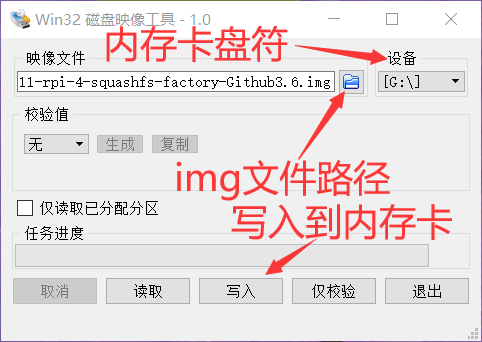 Win32 磁盘映像工具 - 1.0
内存卡盘符
映像文件
设备
11-rpi-4-squashfs-factory-Github3.6.img
[G:\]
校验值
无
生成
复制
img文件路径
仅读取已分配分区
写入到内存卡
任务进度
取消
读取
写入
仅校验
退出